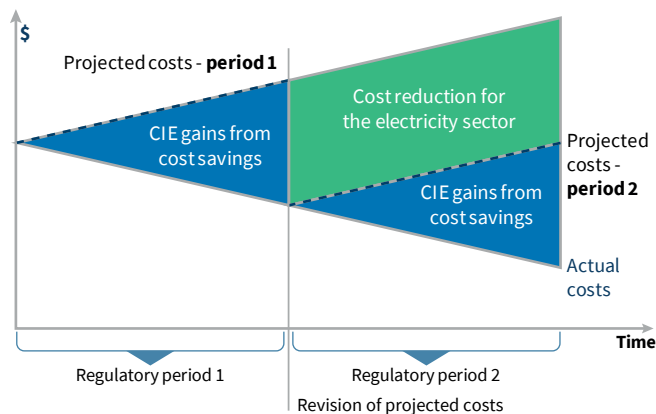 $
Projected costs - period 1
CIE gains from
cost savings
Cost reduction for
the electricity sector
Projected
costs -
period 2
CIE gains from
cost savings
Actual
costs
Time
Regulatory period 1
Regulatory period 2
Revision of projected costs